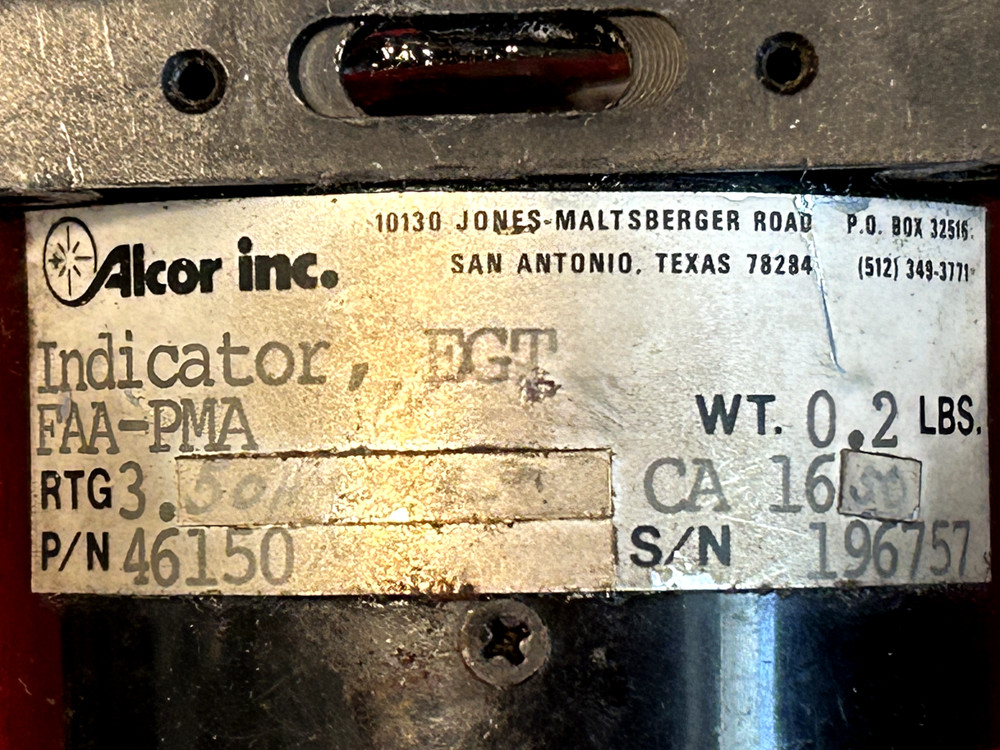 Alcor inc.
10130 JONES-MALTSBERGER ROAD P.O. BOX 32516
SAN ANTONIO, TEXAS 78284 (512) 349-3771
Indicator, EGT
FAA-PMA WT. 0.2 LBS.
RTG 3. CA 16
P/N 46150 S/N 196757